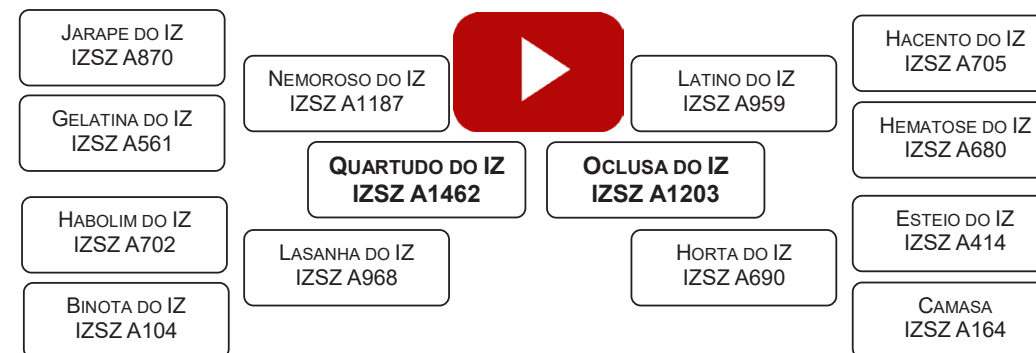 JARAPE DO IZ
IZSZ A870
GELATINA DO IZ
IZSZ A561
HABOLIM DO IZ
IZSZ A702
BINOTA DO IZ
IZSZ A104
NEMOROSO DO IZ
IZSZ A1187
LASANHA DO IZ
IZSZ A968
QUARTUDO DO IZ
IZSZ A1462
OCLUSA DO IZ
IZSZ A1203
LATINO DO IZ
IZSZ A959
HORTA DO IZ
IZSZ A690
HACENTO DO IZ
IZSZ A705
HEMATOSE DO IZ
IZSZ A680
ESTEIO DO IZ
IZSZ A414
CAMASA
IZSZ A164